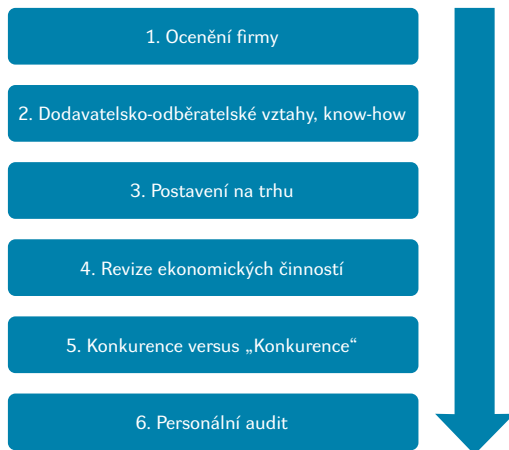 1. Ocenění firmy
2. Dodavatelsko-odběratelské vztahy, know-how
3. Postavení na trhu
4. Revize ekonomických činností
5. Konkurence versus „Konkurence“
6. Personální audit